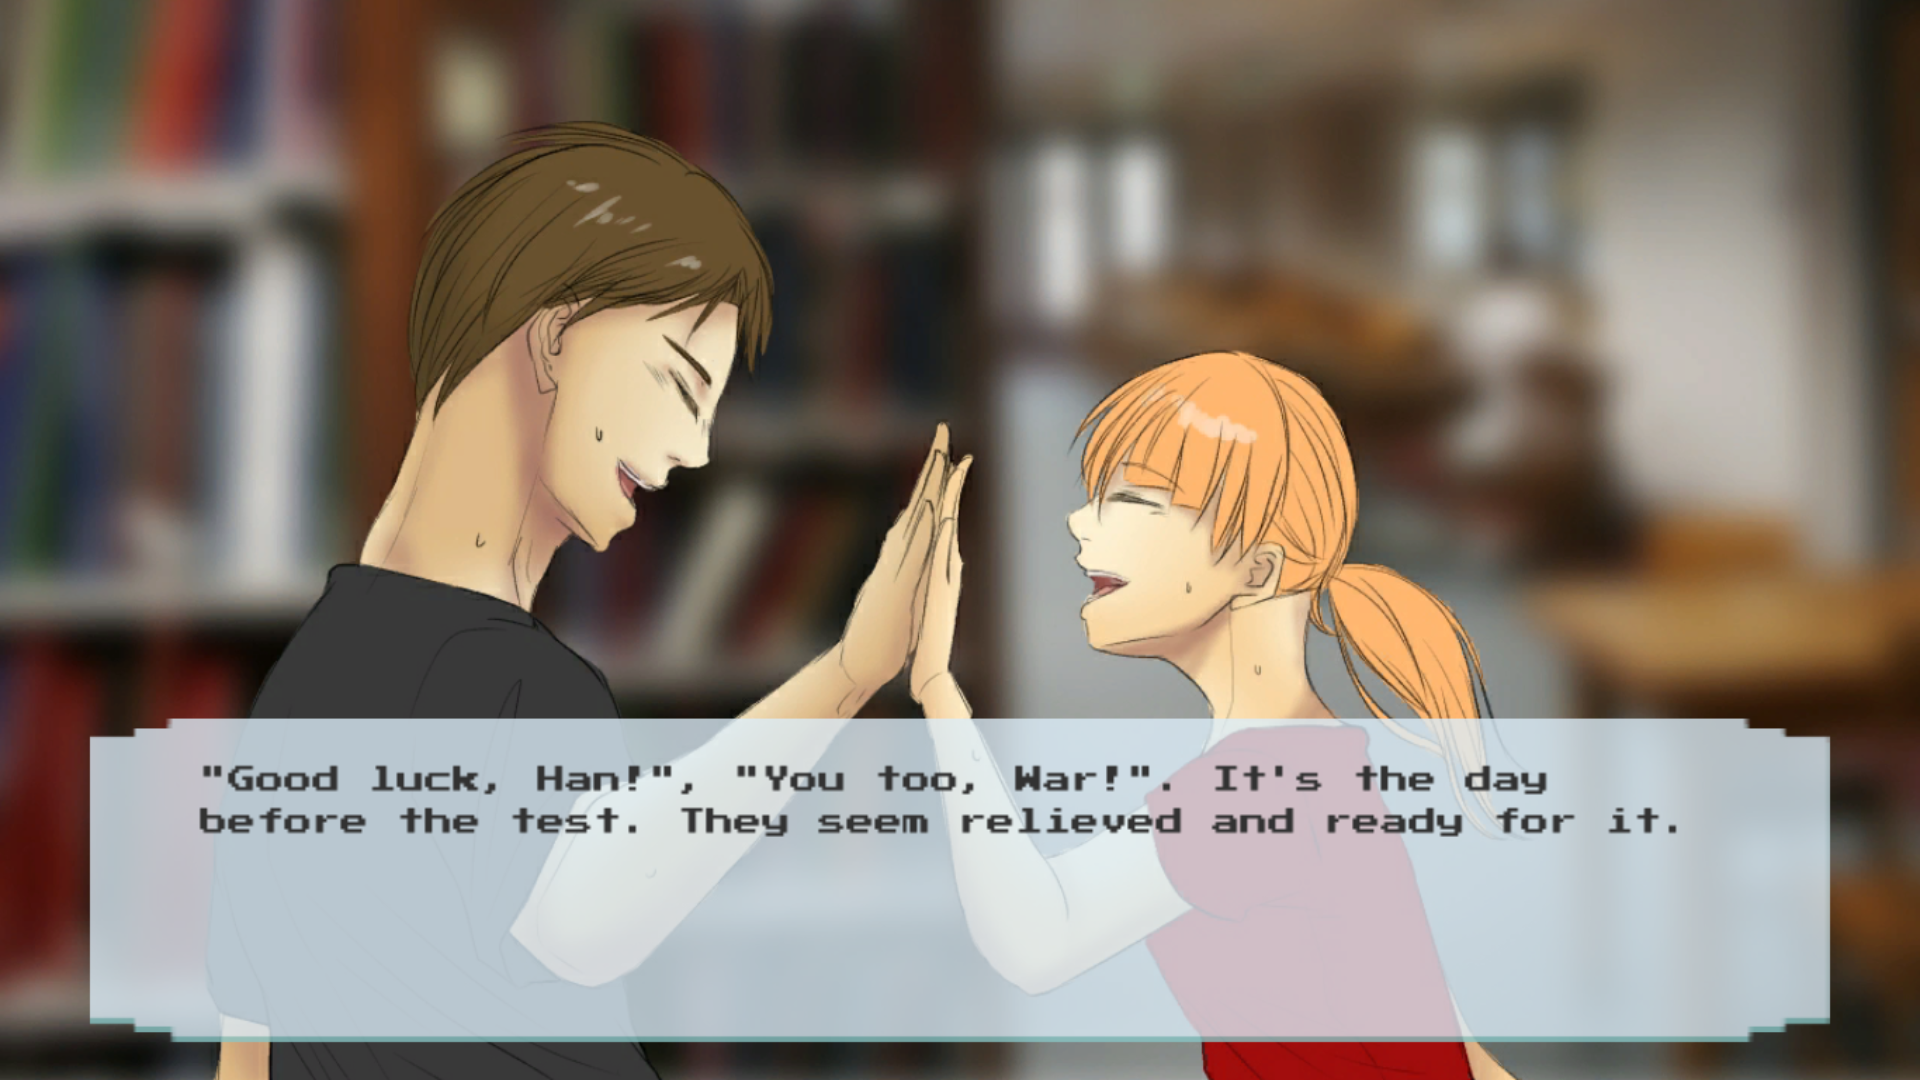 "Good luck, Han!", "You too, War!". It's the day
before the test. They seem relieved and ready for it.